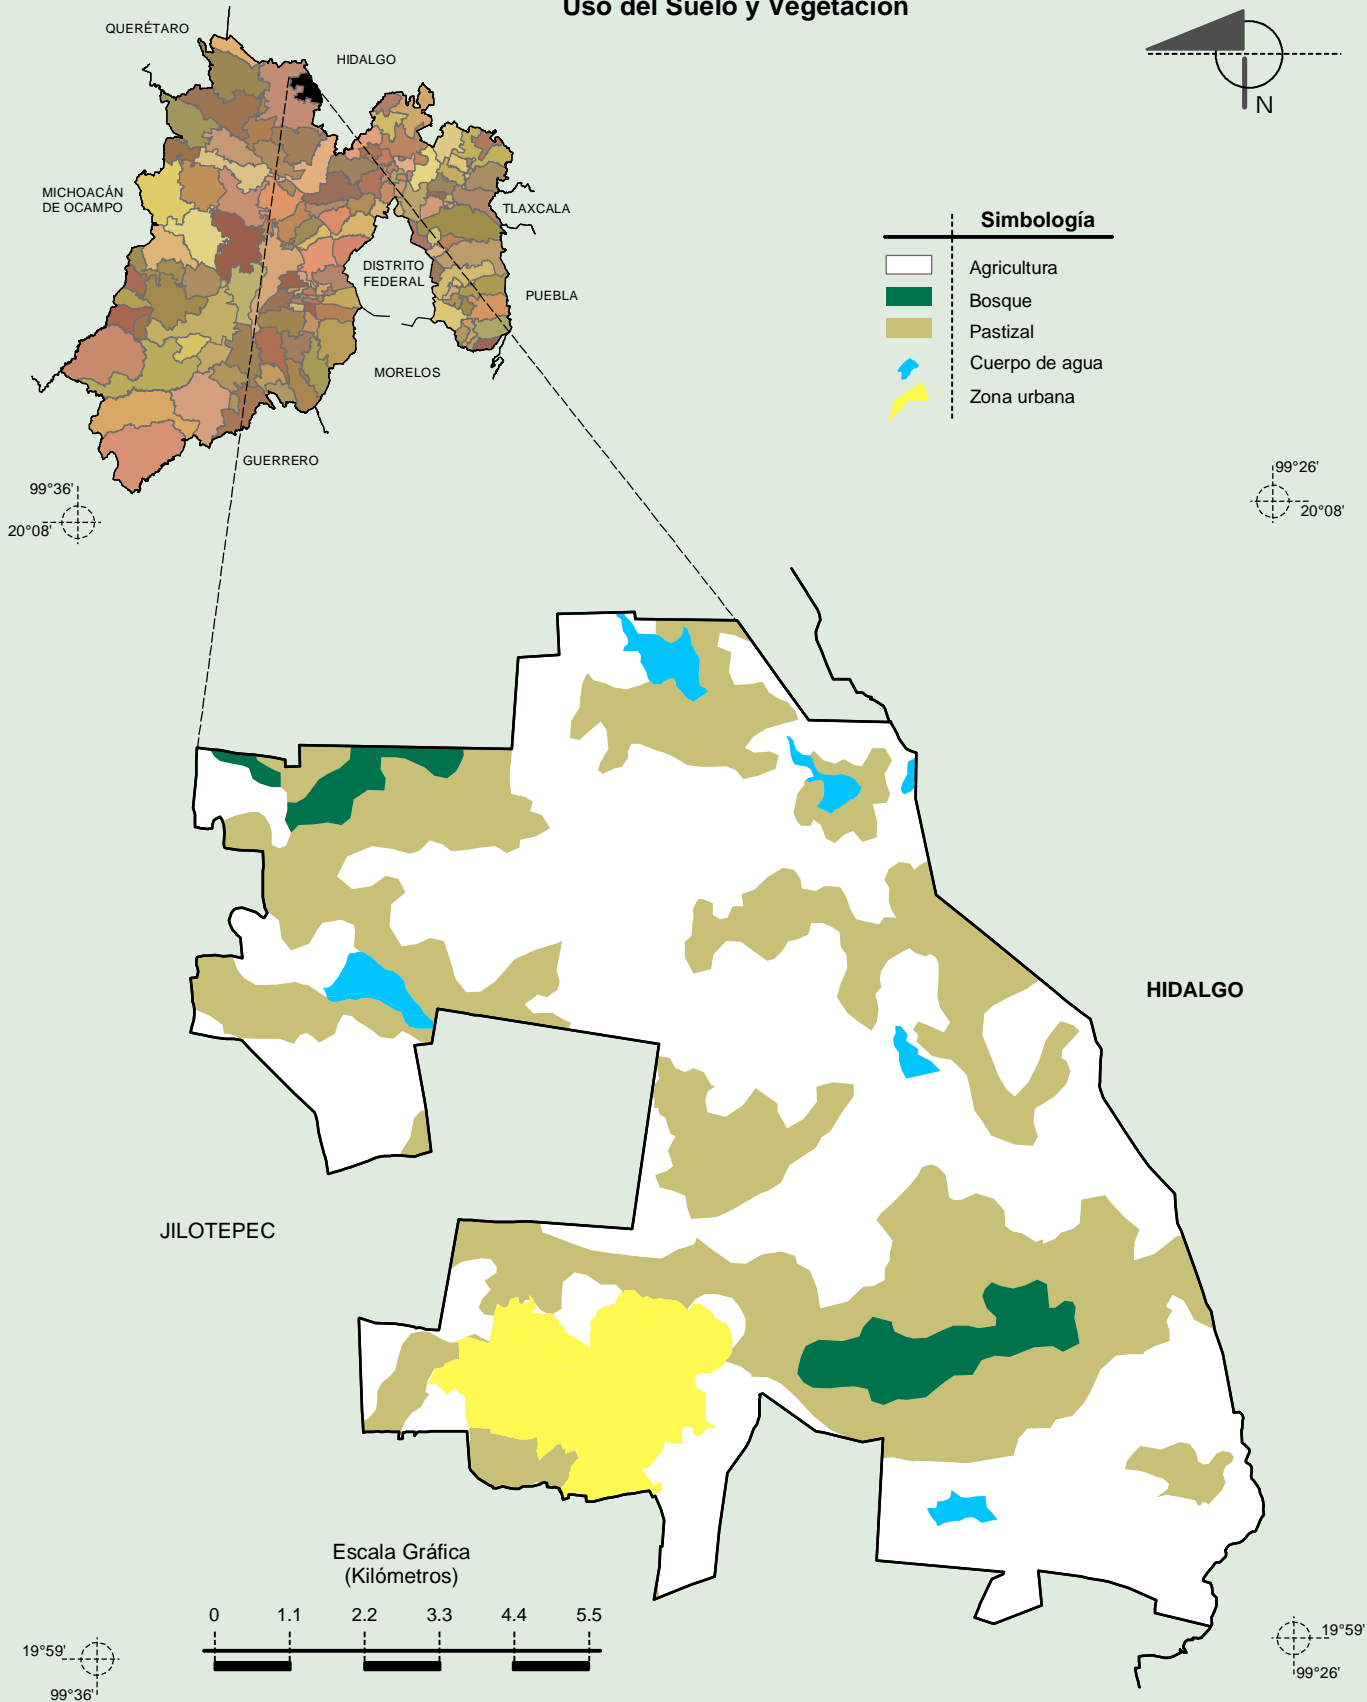 Uso del Suelo y Vegetación
QUERÉTARO
HIDALGO
N
MICHOACÁN
DE OCAMPO
TLAXCALA
DISTRITO
FEDERAL
PUEBLA
MORELOS
GUERRERO
Simbología
Agricultura
Bosque
Pastizal
Cuerpo de agua
Zona urbana
99°36'
20°08'
99°26'
20°08'
HIDALGO
JILOTEPEC
Escala Gráfica
(Kilómetros)
0 1.1 2.2 3.3 4.4 5.5
19°59'
99°36'
19°59'
99°26'